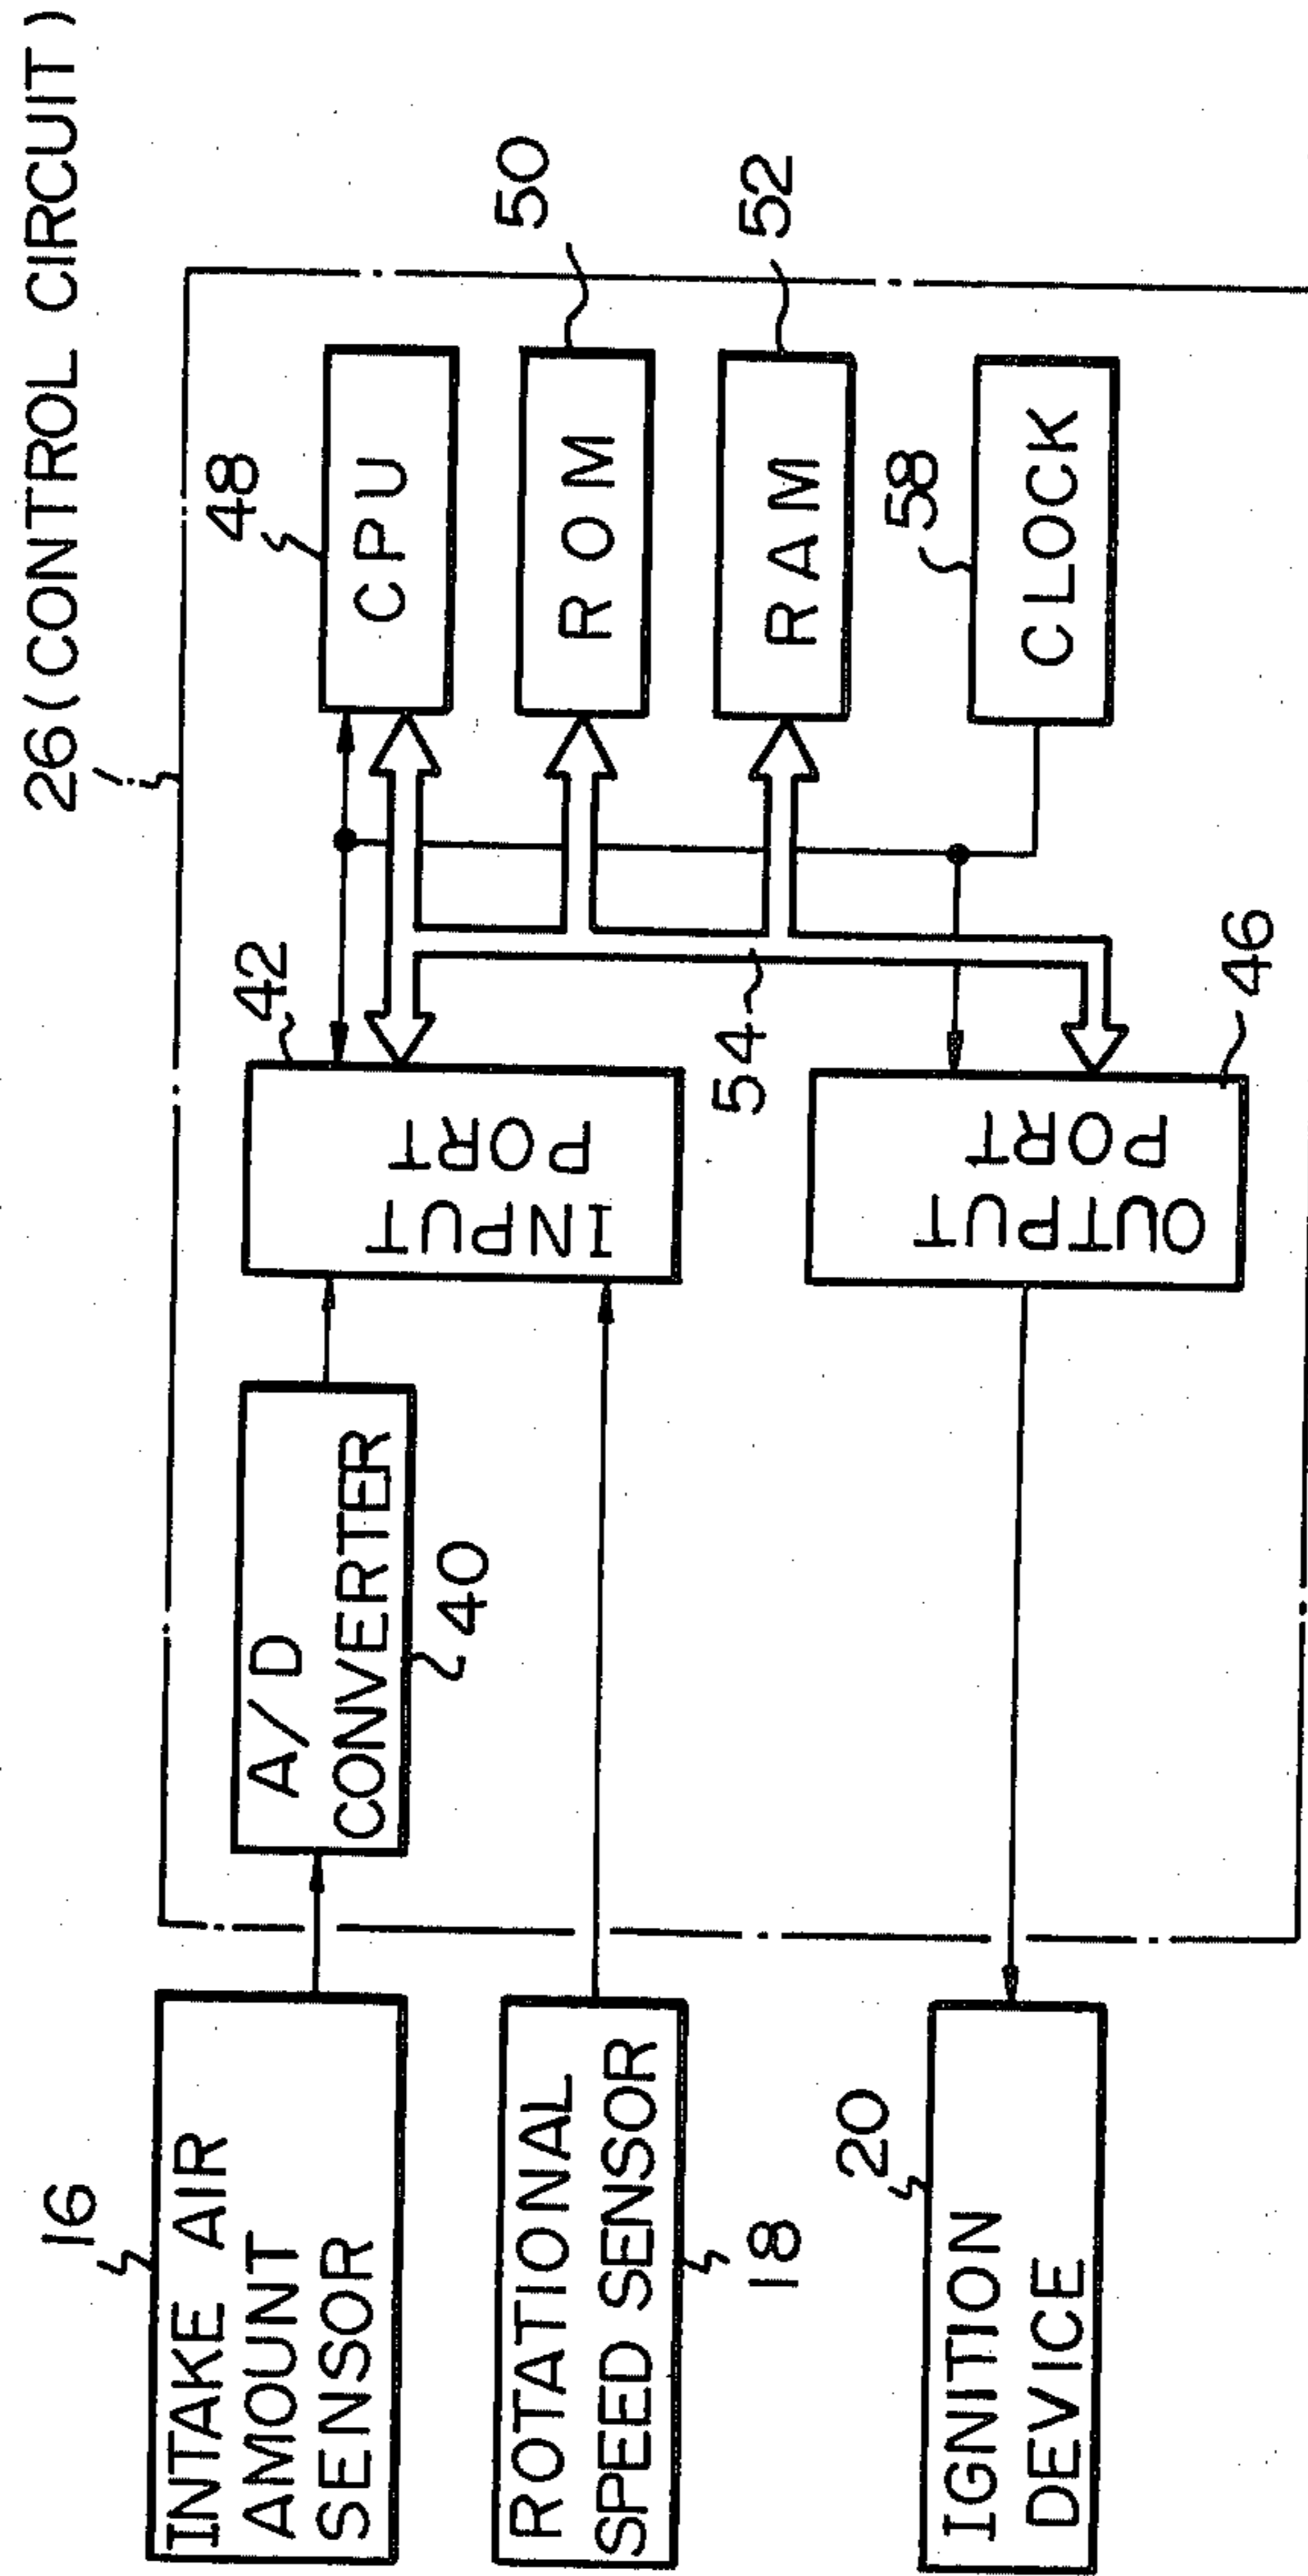 26 (CONTROL CIRCUIT)
16
INTAKE AIR
AMOUNT
SENSOR
A/D
CONVERTER
40
42
INPUT
PORT
48
CPU
50
ROM
52
RAM
58
CLOCK
54
ROTATIONAL
SPEED SENSOR
18
20
IGNITION
DEVICE
OUTPUT
PORT
46